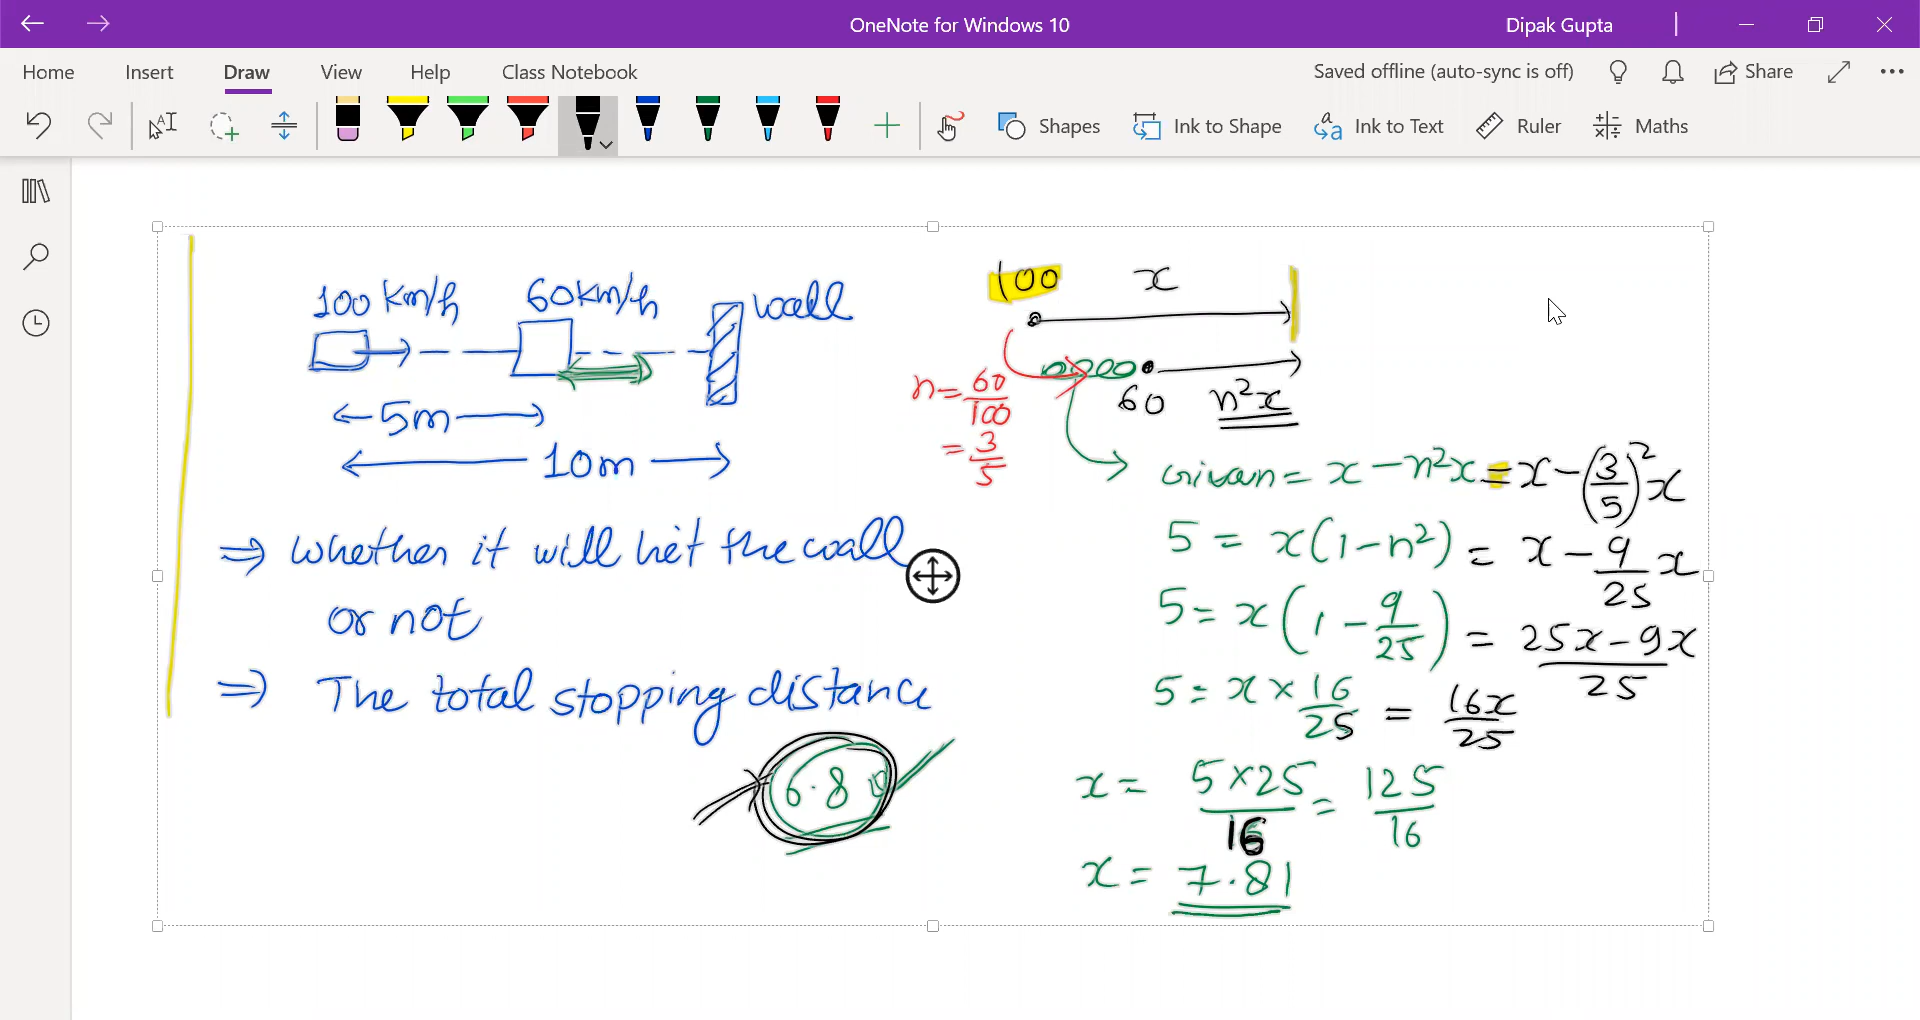 OneNote for Windows 10
Dipak Gupta
Home Insert Draw View Help Class Notebook
Saved offline (auto-sync is off) Share
Shapes Ink to Shape Ink to Text Ruler Maths
100 Km/h 60Km/h wall
5m
10m
⇒ whether it will hit the wall
or not
⇒ The total stopping distance
6.8
100 x
60 n²x
n = 60/100
= 3/5
Given = x - n²x = x - (3/5)²x
5 = x(1 - n²) = x - 9/25 x
5 = x(1 - 9/25) = 25x - 9x/25
5 = x × 16/25 = 16x/25
x = 5×25/16 = 125/16
x = 7.81